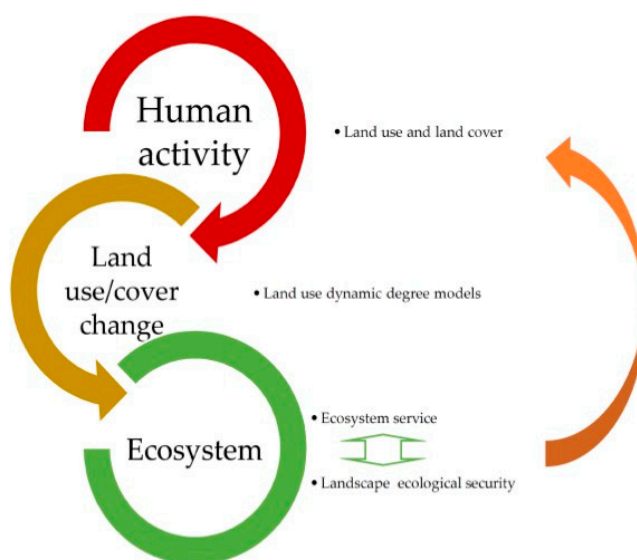 Human
activity
• Land use and land cover
Land
use/cover
change
• Land use dynamic degree models
Ecosystem
• Ecosystem service
• Landscape ecological security